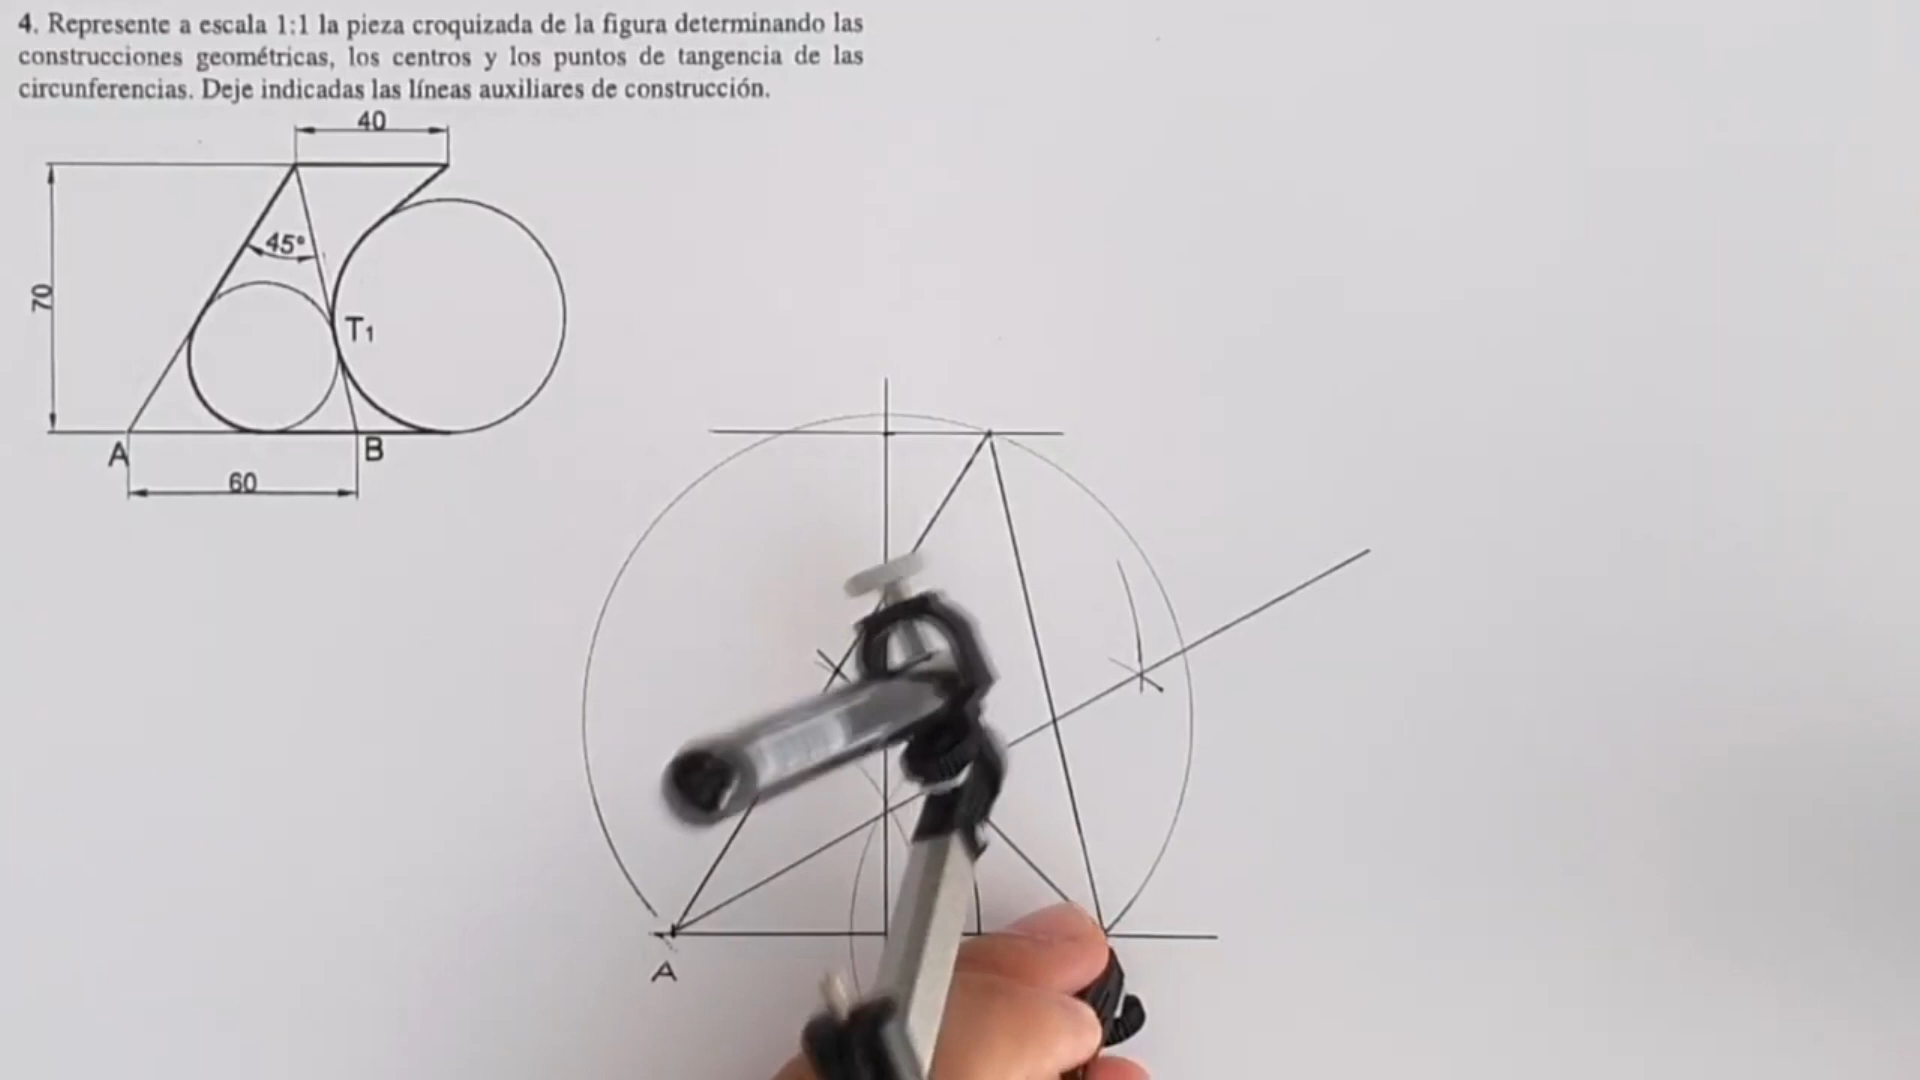 4. Represente a escala 1:1 la pieza croquizada de la figura determinando las
construcciones geométricas, los centros y los puntos de tangencia de las
circunferencias. Deje indicadas las líneas auxiliares de construcción.
40
45°
70
T1
A
B
60
A